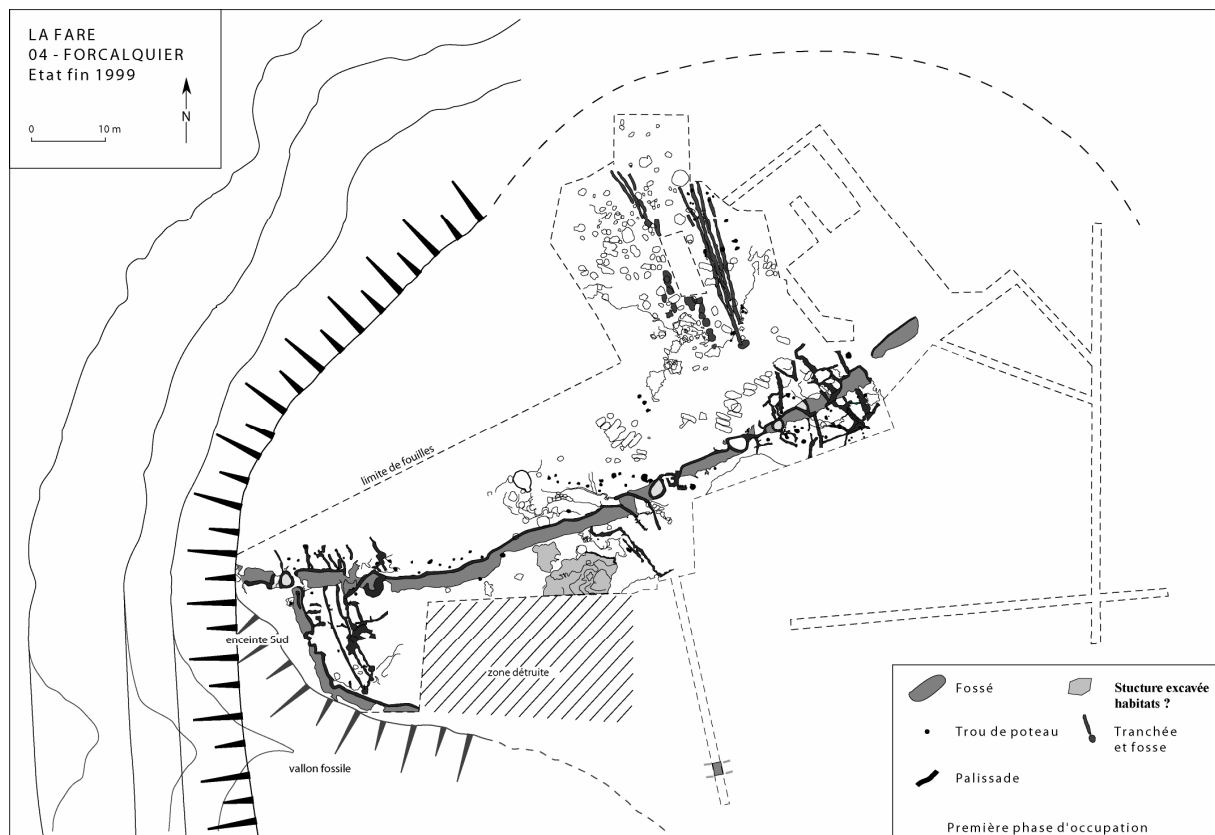 LA FARE
04 - FORCALQUIER
Etat fin 1999
N
0 10 m
limite de fouilles
enceinte Sud
zone détruite
vallon fossile
Fossé
Stucture excavée
habitats ?
Trou de poteau
Tranchée
et fosse
Palissade
Première phase d'occupation